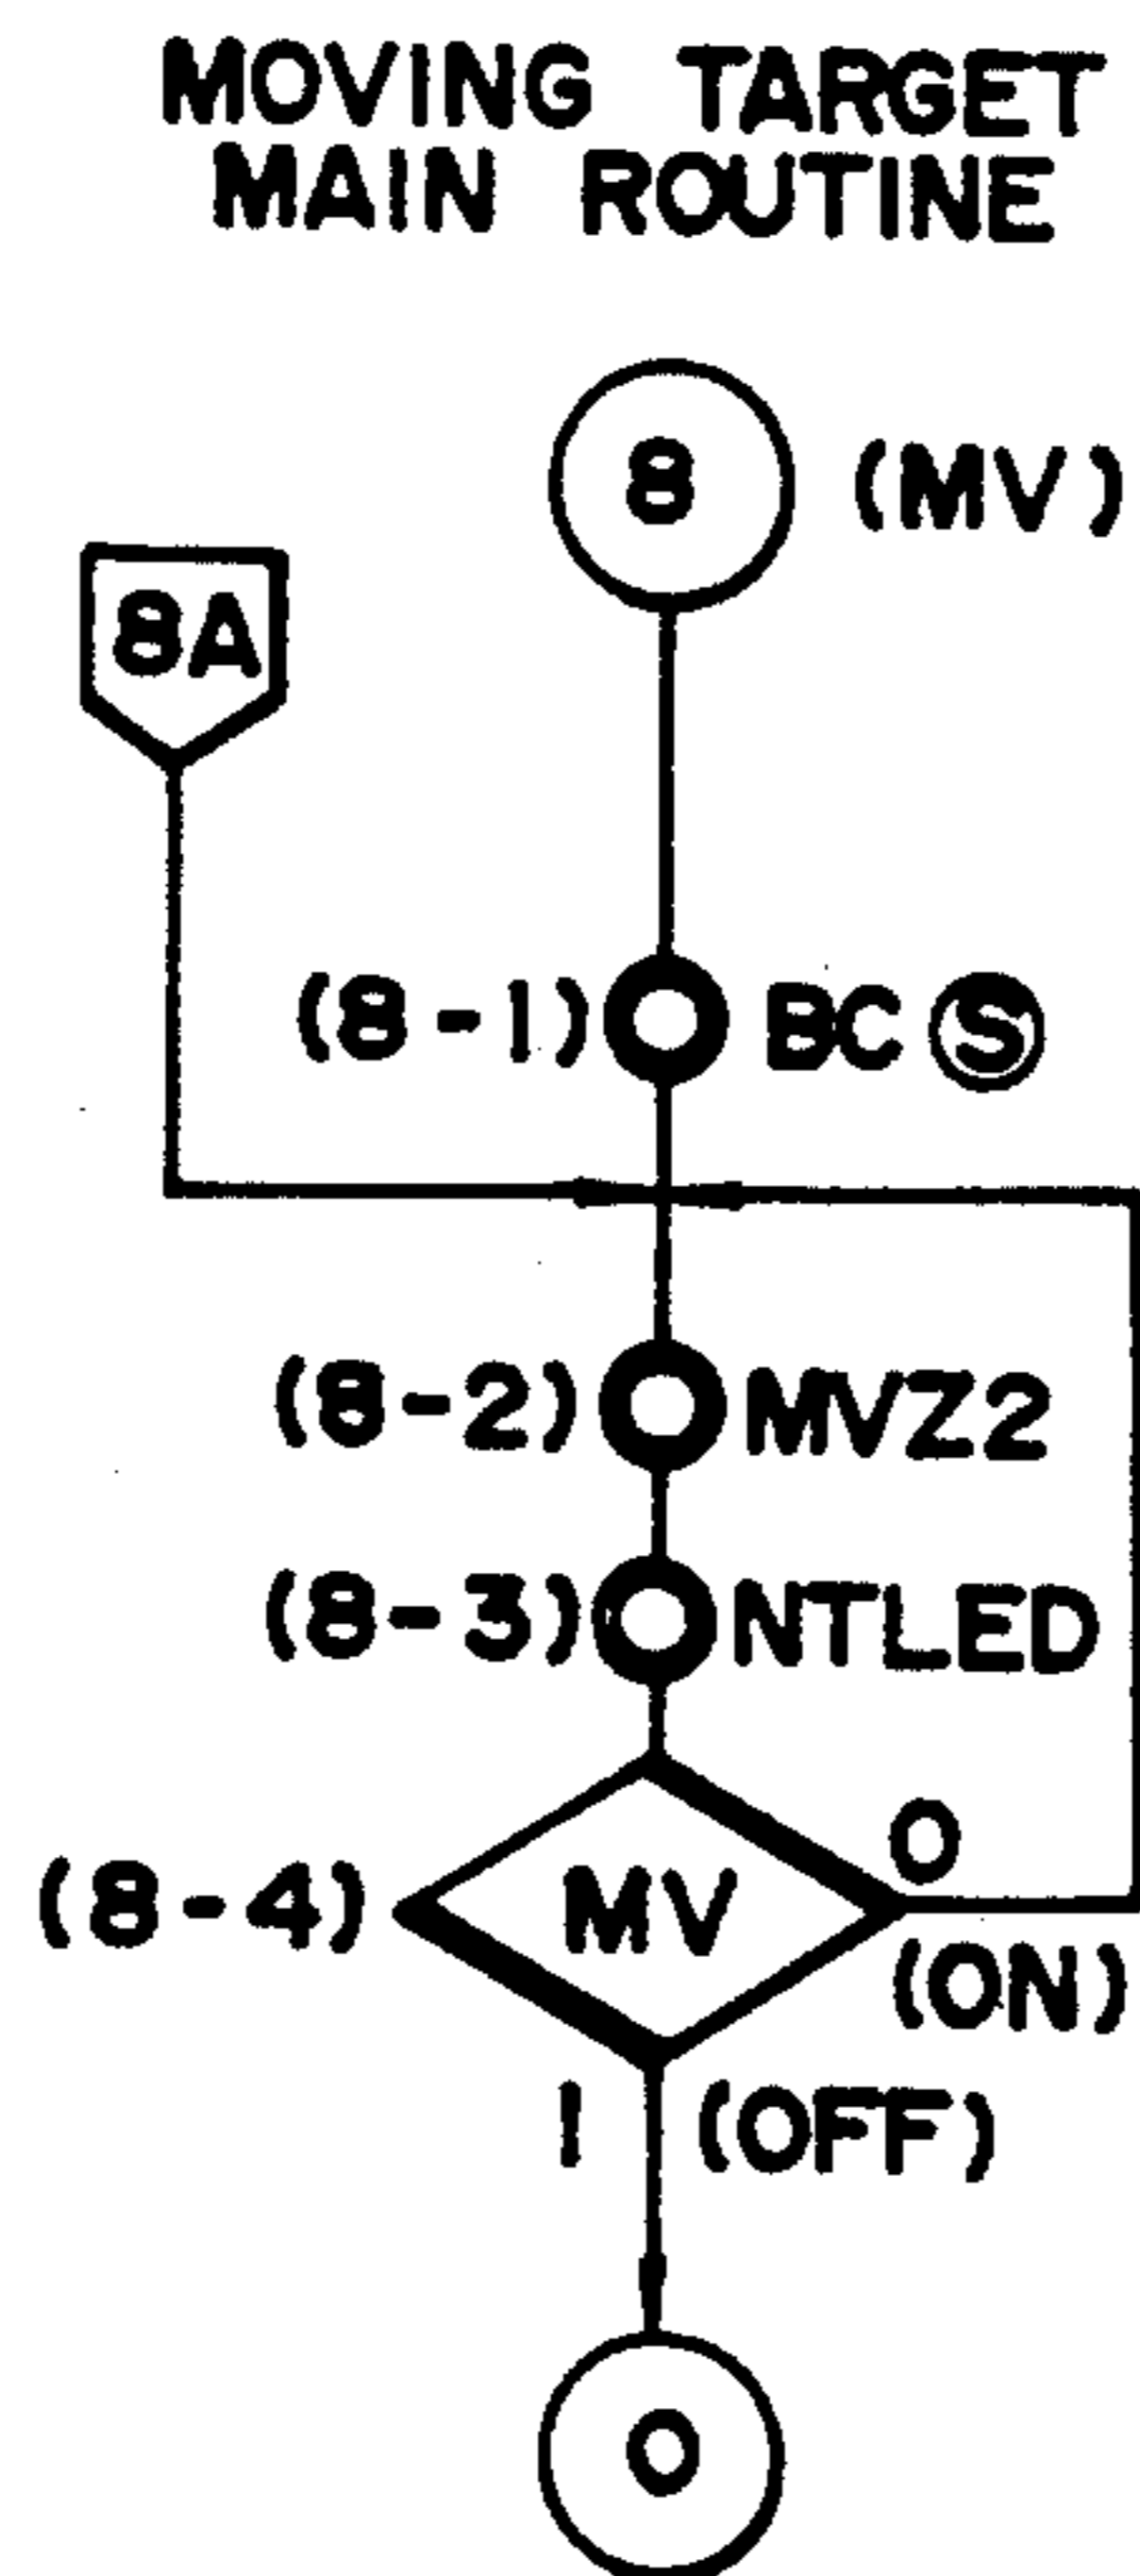 MOVING TARGET
MAIN ROUTINE
8 (MV)
8A
(8-1) BC Ⓢ
(8-2) MVZ2
(8-3) NTLED
(8-4) MV 0
(ON)
1 (OFF)
0